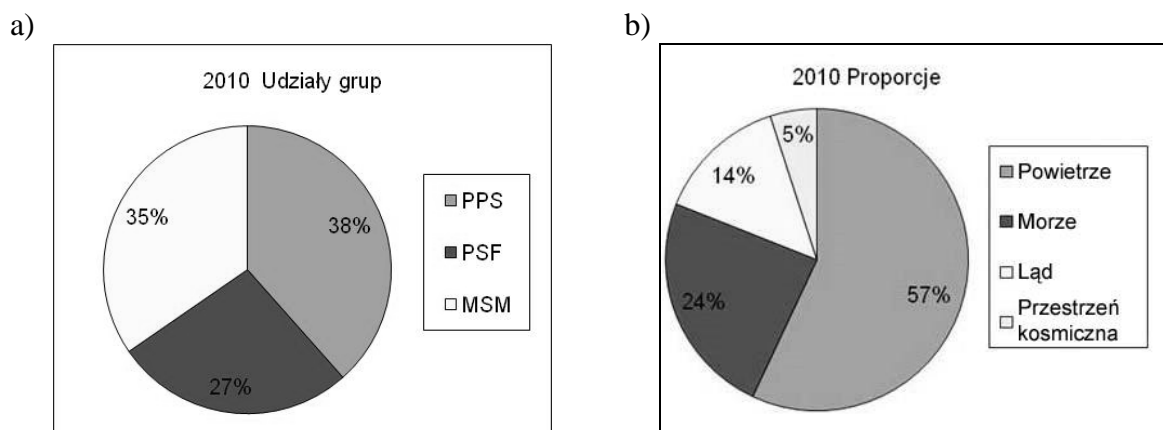 a)
2010 Udziały grup
35%
38%
27%
PPS
PSF
MSM
b)
2010 Proporcje
5%
14%
24%
57%
Powietrze
Morze
Ląd
Przestrzeń
kosmiczna